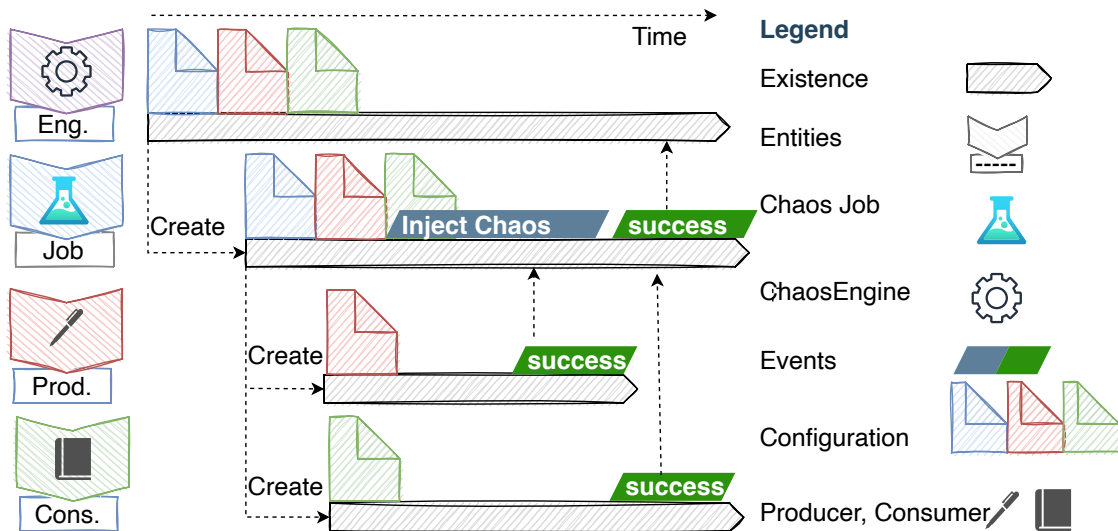 Time
Eng.
Create
Inject Chaos
success
Job
Create
success
Prod.
Create
success
Cons.
Legend
Existence
Entities
Chaos Job
ChaosEngine
Events
Configuration
Producer, Consumer